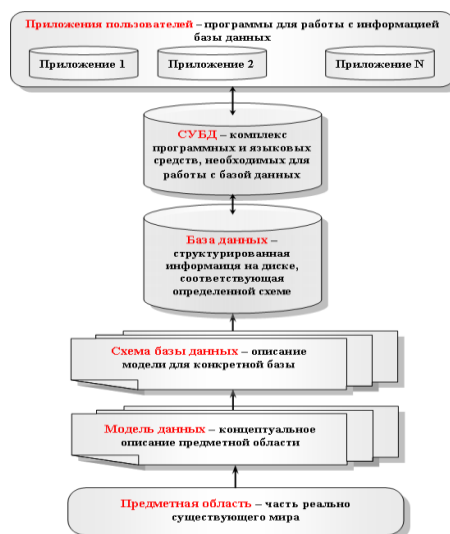 Приложения пользователей – программы для работы с информацией
базы данных
Приложение 1
Приложение 2
Приложение N
СУБД – комплекс
программных и языковых
средств, необходимых для
работы с базой данных
База данных –
структурированная
информаиця на диске,
соответствующая
определенной схеме
Схема базы данных – описание
модели для конкретной базы
Модель данных – концептуальное
описание предметной области
Предметная область – часть реально
существующего мира